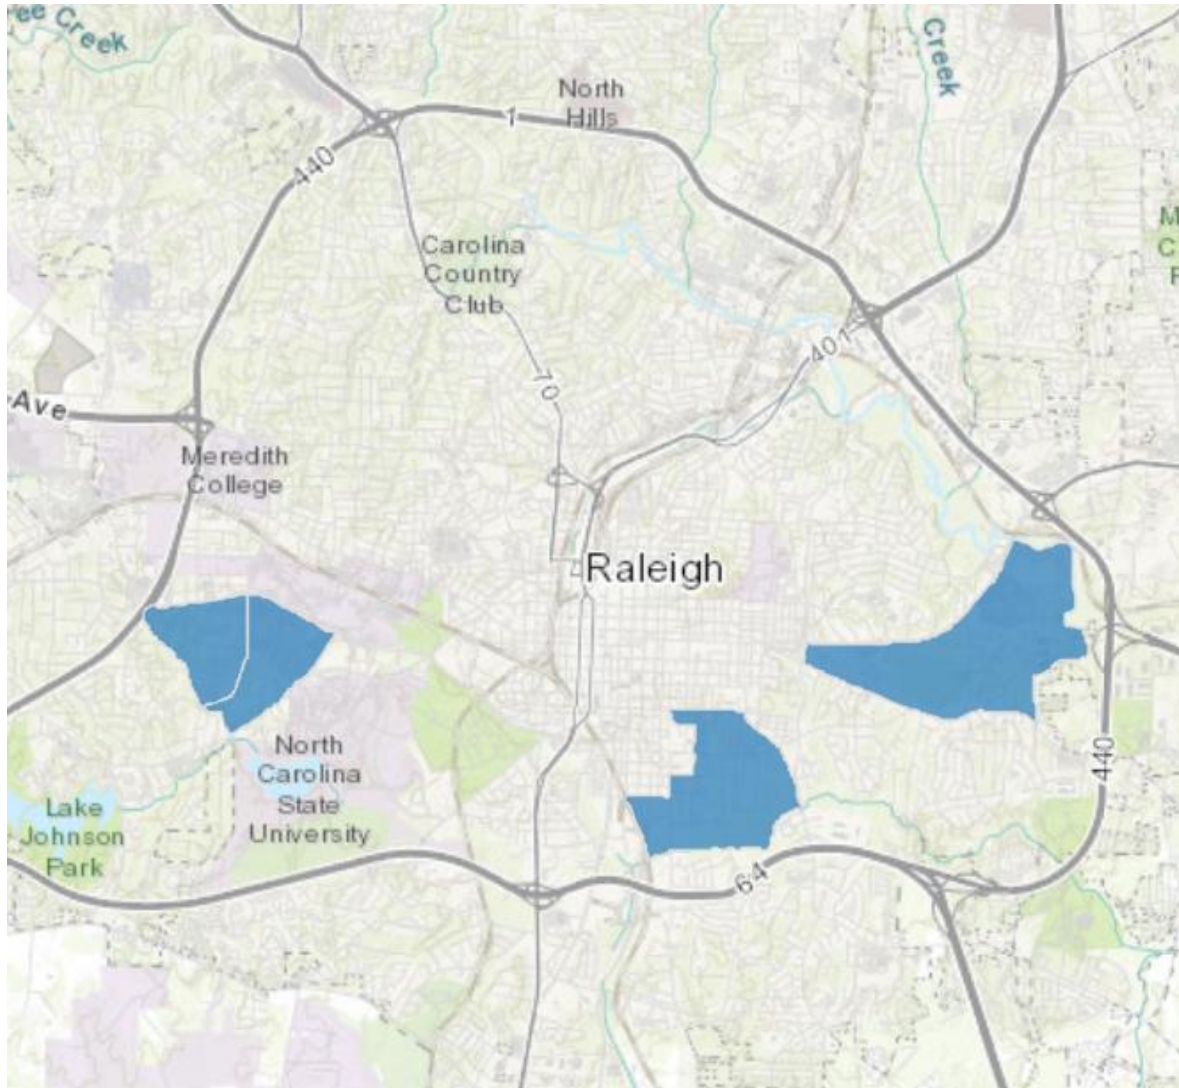 ee Creek
Creek
North
Hills
1
440
M
C
F
Carolina
Country
Club
401
70
Ave
Meredith
College
Raleigh
440
North
Carolina
State
University
Lake
Johnson
Park
64